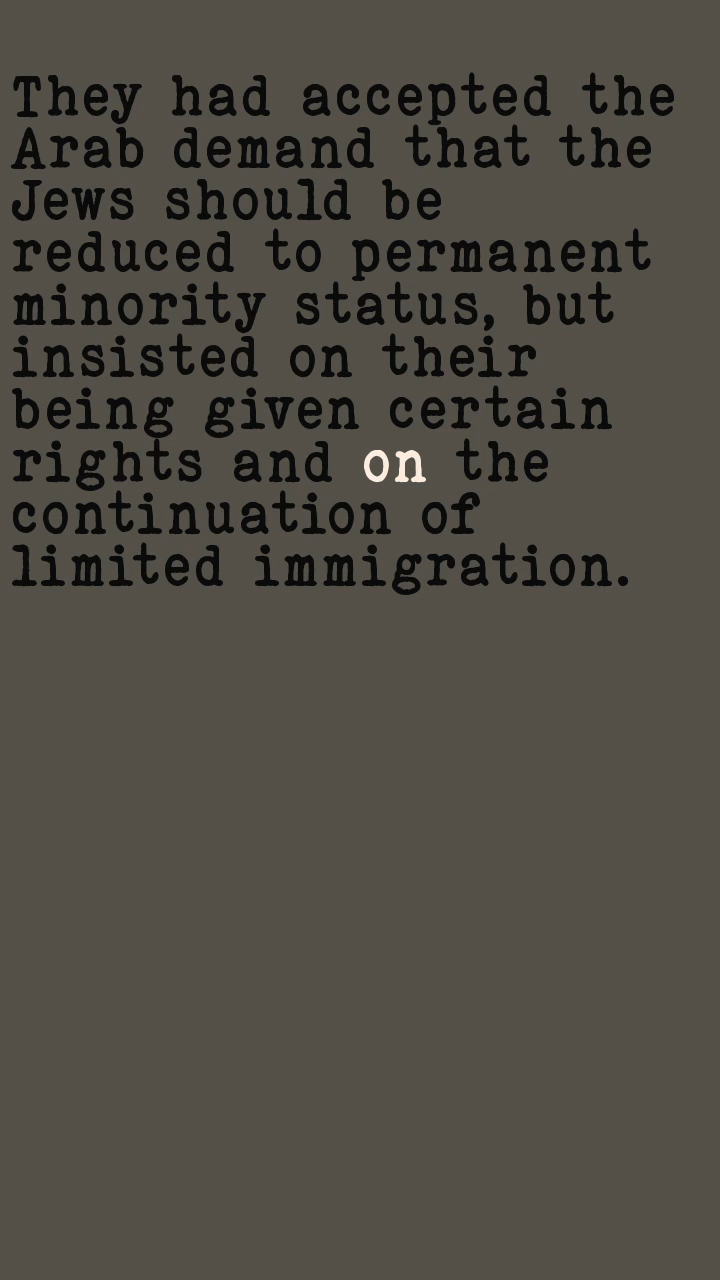 They had accepted the
Arab demand that the
Jews should be
reduced to permanent
minority status, but
insisted on their
being given certain
rights and on the
continuation of
limited immigration.